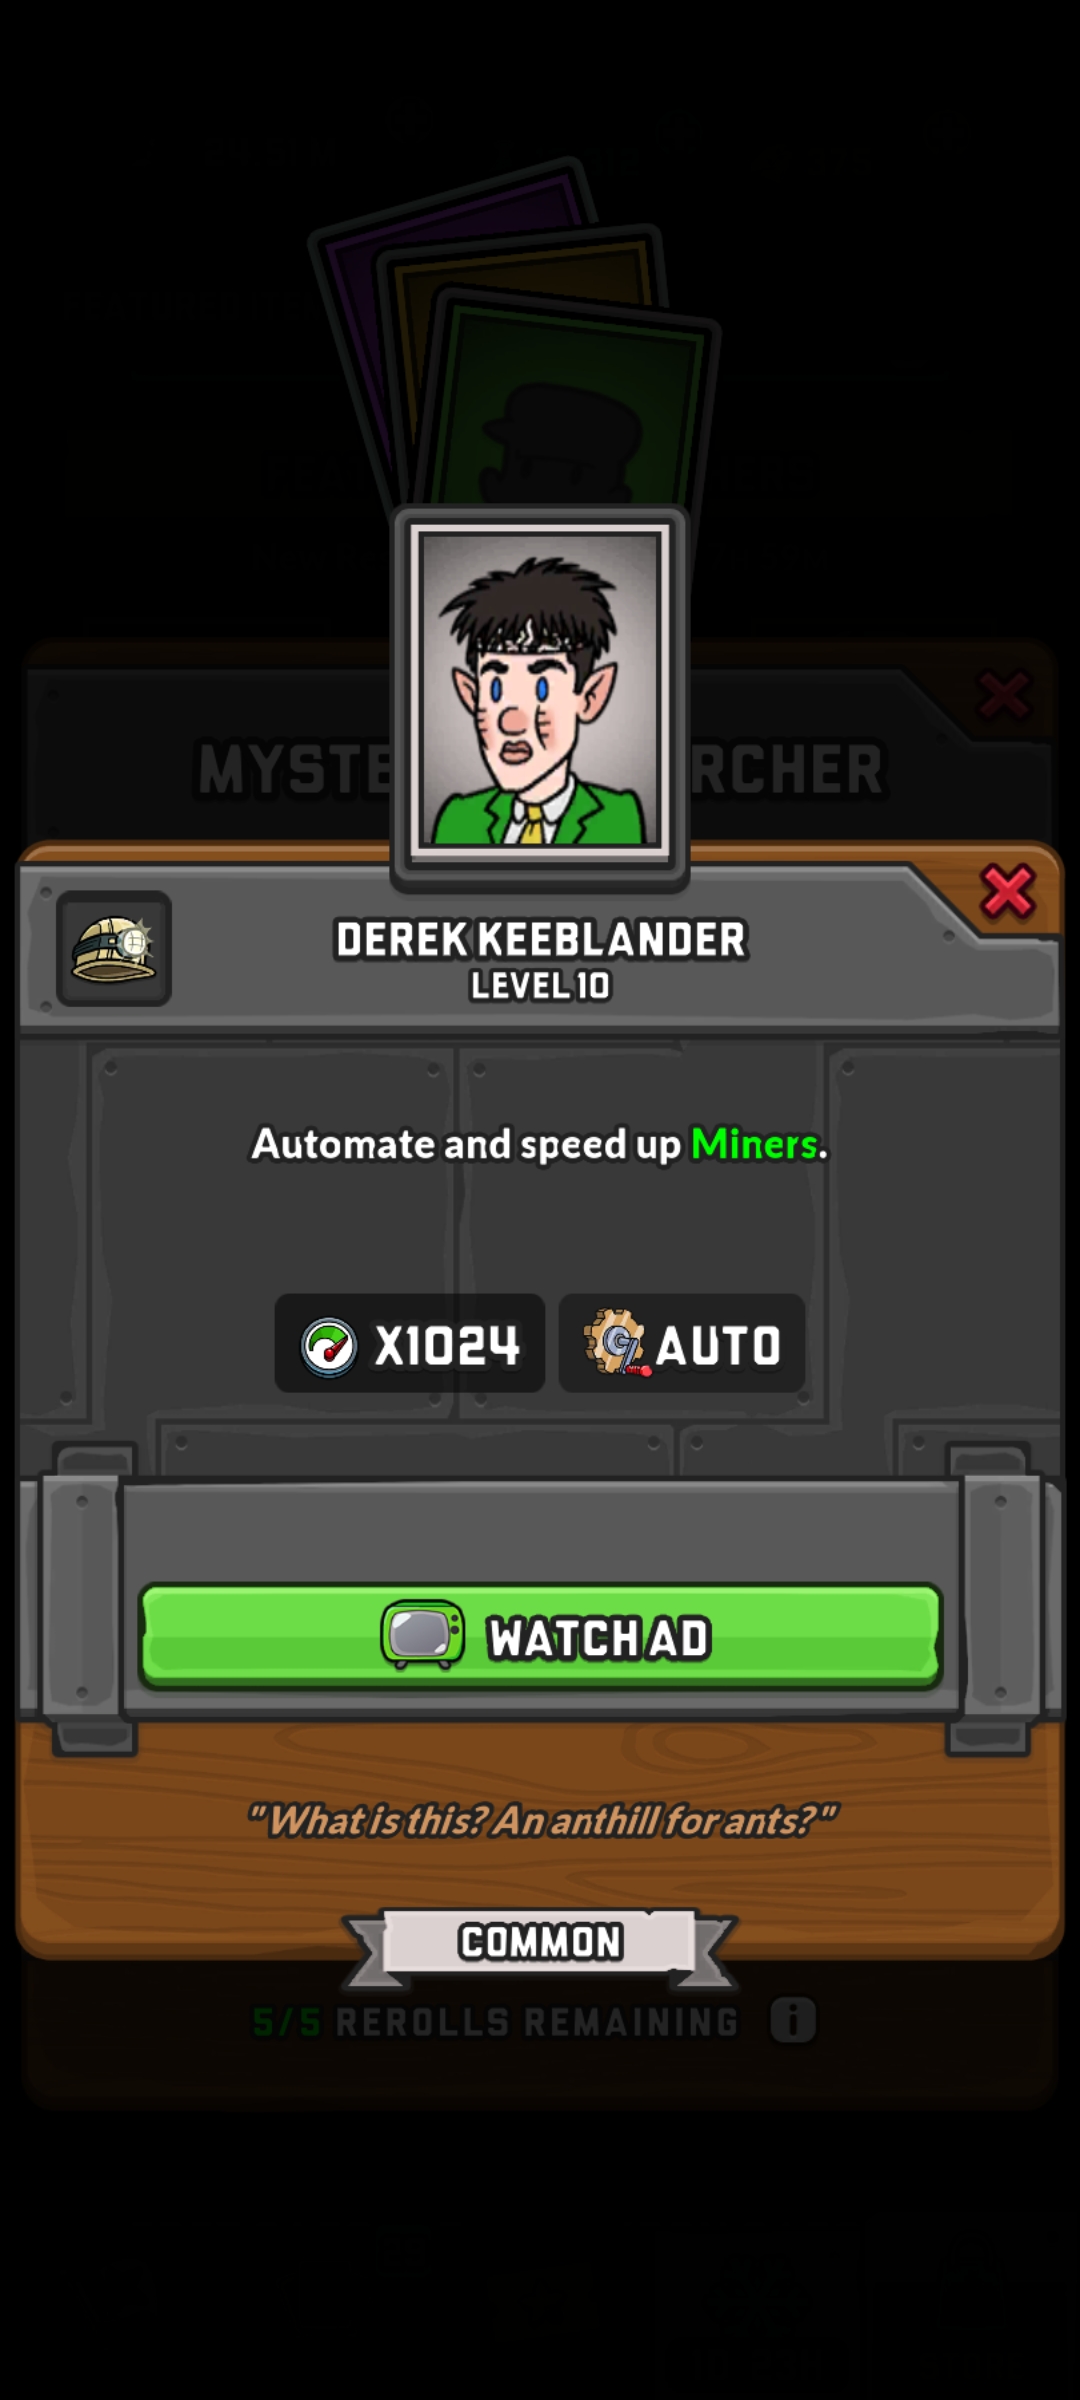 MYSTE
RCHER
DEREK KEEBLANDER
LEVEL 10
Automate and speed up Miners.
X1024
AUTO
WATCH AD
"What is this? An anthill for ants?"
COMMON
5/5 REROLLS REMAINING
i